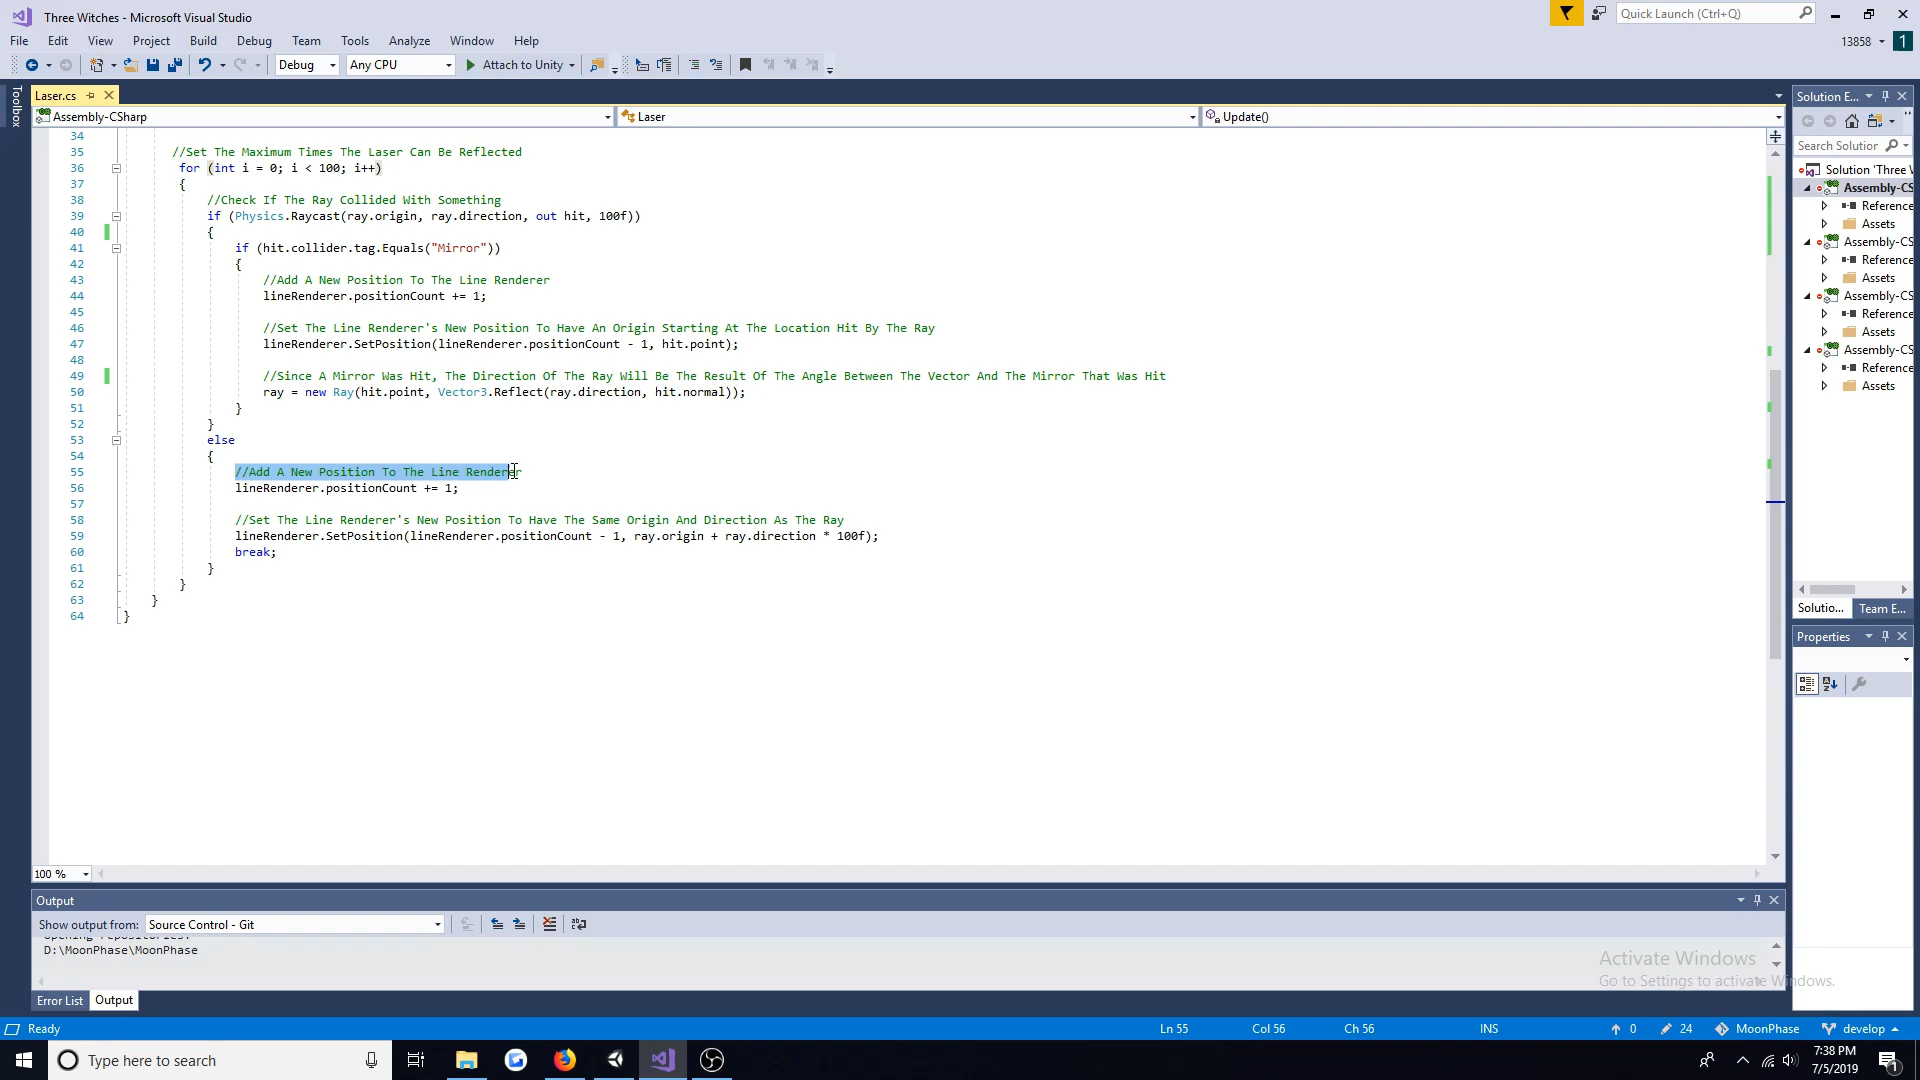 Three Witches - Microsoft Visual Studio
Quick Launch (Ctrl+Q)
File Edit View Project Build Debug Team Tools Analyze Window Help
13858
1
Debug Any CPU Attach to Unity
Toolbox
Laser.cs
Assembly-CSharp Laser Update()
34
35 //Set The Maximum Times The Laser Can Be Reflected
36 for (int i = 0; i < 100; i++)
37 {
38 //Check If The Ray Collided With Something
39 if (Physics.Raycast(ray.origin, ray.direction, out hit, 100f))
40 {
41 if (hit.collider.tag.Equals("Mirror"))
42 {
43 //Add A New Position To The Line Renderer
44 lineRenderer.positionCount += 1;
45
46 //Set The Line Renderer's New Position To Have An Origin Starting At The Location Hit By The Ray
47 lineRenderer.SetPosition(lineRenderer.positionCount - 1, hit.point);
48
49 //Since A Mirror Was Hit, The Direction Of The Ray Will Be The Result Of The Angle Between The Vector And The Mirror That Was Hit
50 ray = new Ray(hit.point, Vector3.Reflect(ray.direction, hit.normal));
51 }
52 }
53 else
54 {
55 //Add A New Position To The Line Renderer
56 lineRenderer.positionCount += 1;
57
58 //Set The Line Renderer's New Position To Have The Same Origin And Direction As The Ray
59 lineRenderer.SetPosition(lineRenderer.positionCount - 1, ray.origin + ray.direction * 100f);
60 break;
61 }
62 }
63 }
64 }
100 %
Solution E...
Search Solution
Solution 'Three W
Assembly-CS
Reference
Assets
Assembly-CS
Reference
Assets
Assembly-CS
Reference
Assets
Assembly-CS
Reference
Assets
Solutio... Team E...
Properties
Output
Show output from: Source Control - Git
Opening repositories:
D:\MoonPhase\MoonPhase
Error List Output
Activate Windows
Go to Settings to activate Windows.
Ready Ln 55 Col 56 Ch 56 INS 0 24 MoonPhase develop
Type here to search
7:38 PM
7/5/2019
1